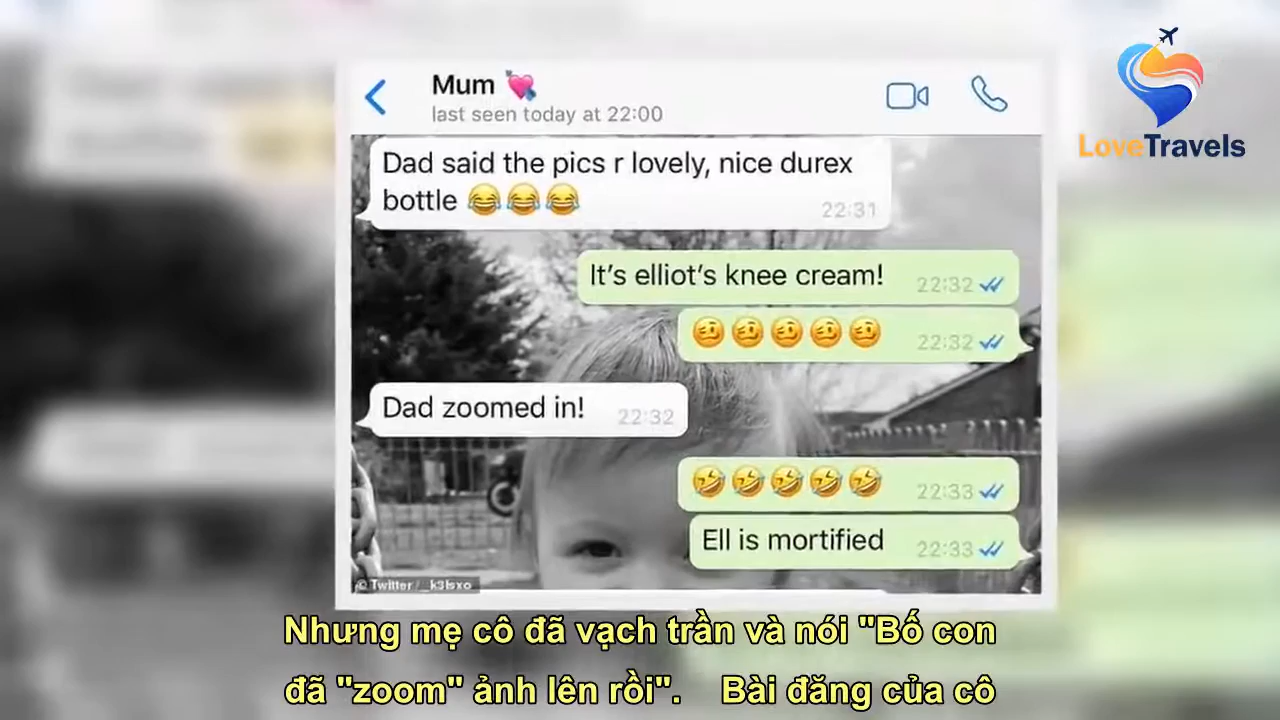 LoveTravels
Mum 💘
last seen today at 22:00
Dad said the pics r lovely, nice durex
bottle 😂😂😂
22:31
It's elliot's knee cream!
22:32
🥴🥴🥴🥴🥴
22:32
Dad zoomed in!
22:32
🤣🤣🤣🤣🤣
22:33
Ell is mortified
22:33
© Twitter / _k3lsxo
Nhưng mẹ cô đã vạch trần và nói "Bố con
đã "zoom" ảnh lên rồi". Bài đăng của cô